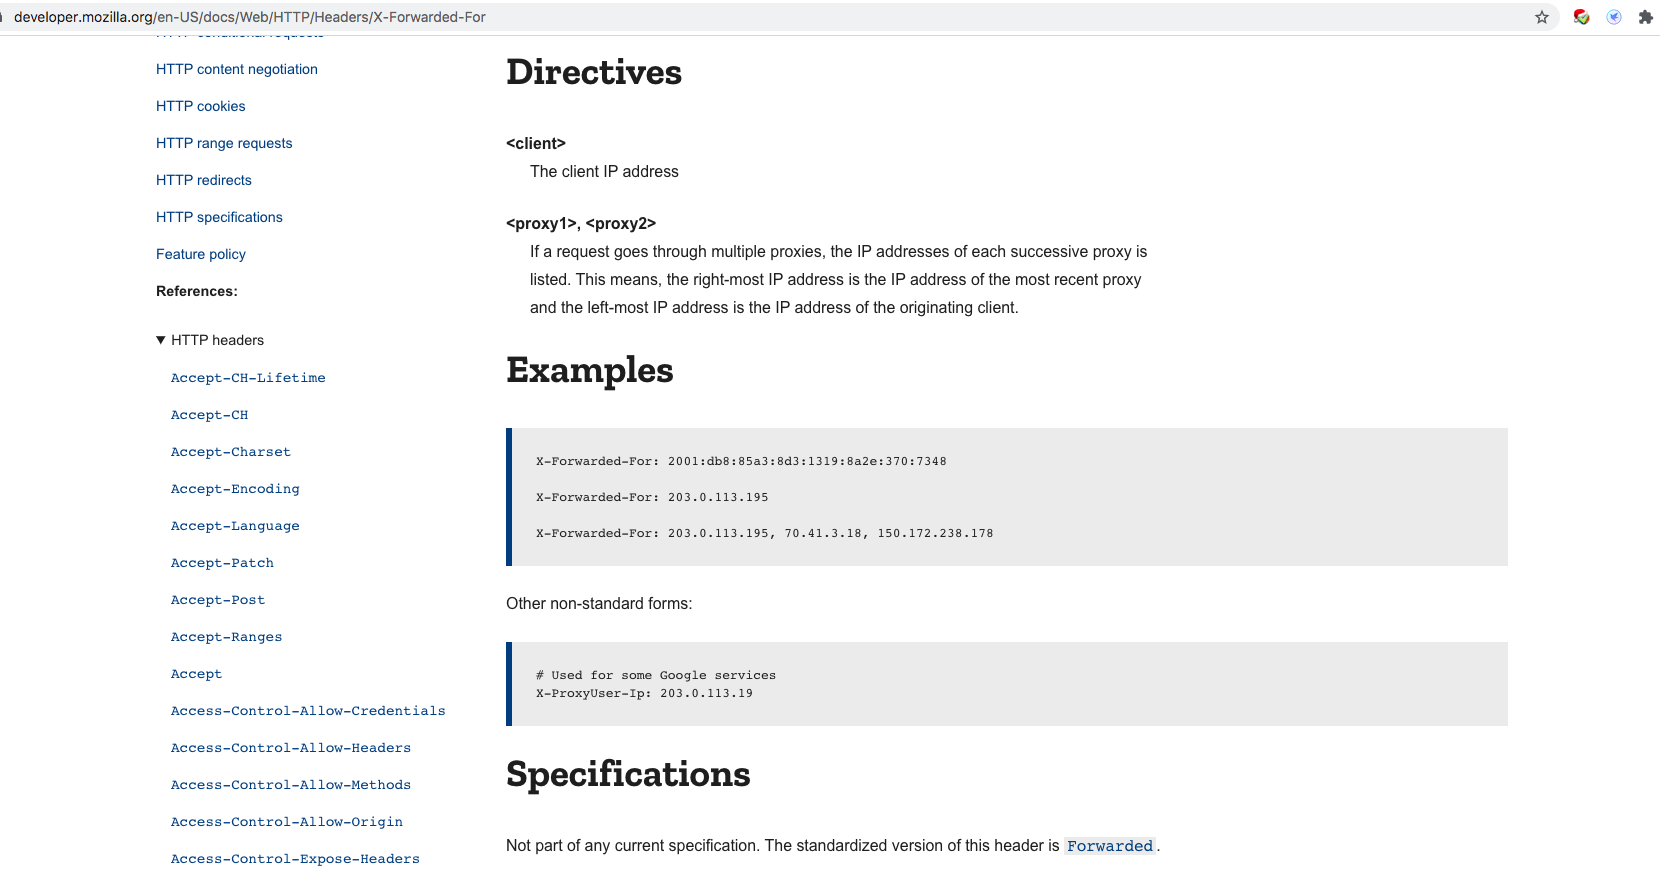 developer.mozilla.org/en-US/docs/Web/HTTP/Headers/X-Forwarded-For
HTTP conditional requests
HTTP content negotiation
HTTP cookies
HTTP range requests
HTTP redirects
HTTP specifications
Feature policy
References:
▼ HTTP headers
Accept-CH-Lifetime
Accept-CH
Accept-Charset
Accept-Encoding
Accept-Language
Accept-Patch
Accept-Post
Accept-Ranges
Accept
Access-Control-Allow-Credentials
Access-Control-Allow-Headers
Access-Control-Allow-Methods
Access-Control-Allow-Origin
Access-Control-Expose-Headers
Directives
<client>
The client IP address
<proxy1>, <proxy2>
If a request goes through multiple proxies, the IP addresses of each successive proxy is
listed. This means, the right-most IP address is the IP address of the most recent proxy
and the left-most IP address is the IP address of the originating client.
Examples
X-Forwarded-For: 2001:db8:85a3:8d3:1319:8a2e:370:7348
X-Forwarded-For: 203.0.113.195
X-Forwarded-For: 203.0.113.195, 70.41.3.18, 150.172.238.178
Other non-standard forms:
# Used for some Google services
X-ProxyUser-Ip: 203.0.113.19
Specifications
Not part of any current specification. The standardized version of this header is Forwarded.